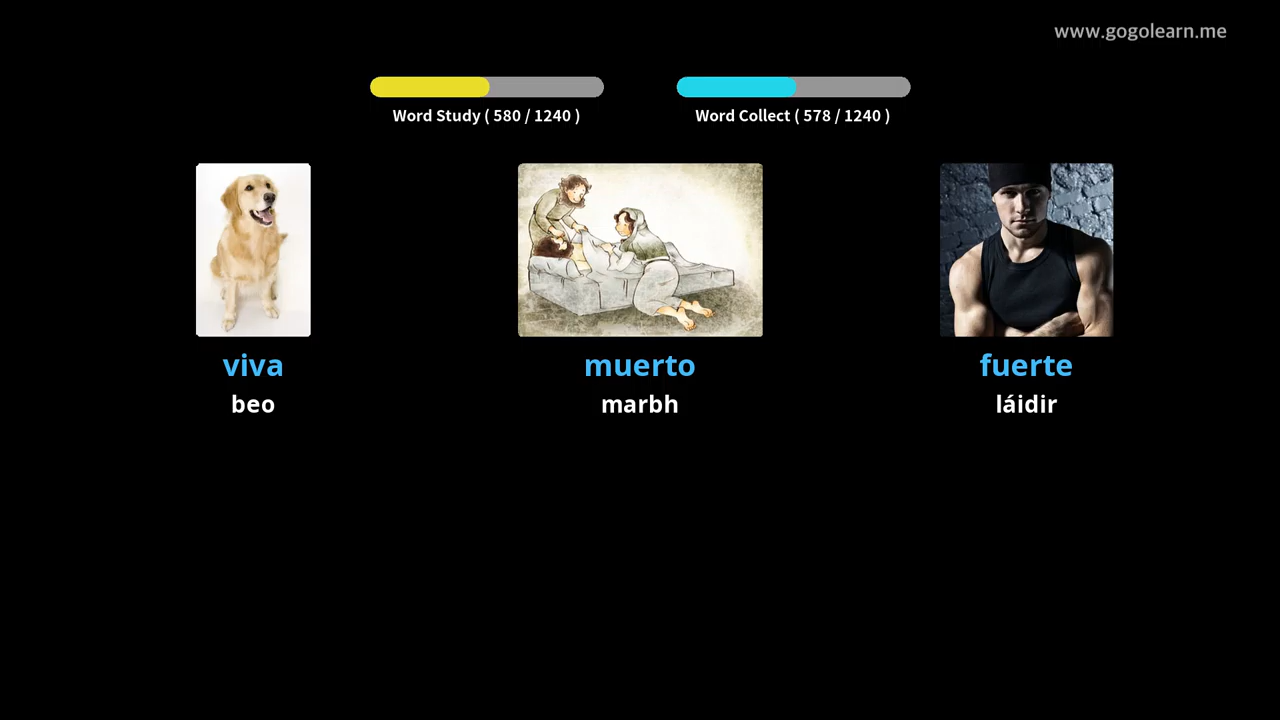 www.gogolearn.me
Word Study ( 580 / 1240 )
Word Collect ( 578 / 1240 )
viva
beo
muerto
marbh
fuerte
láidir